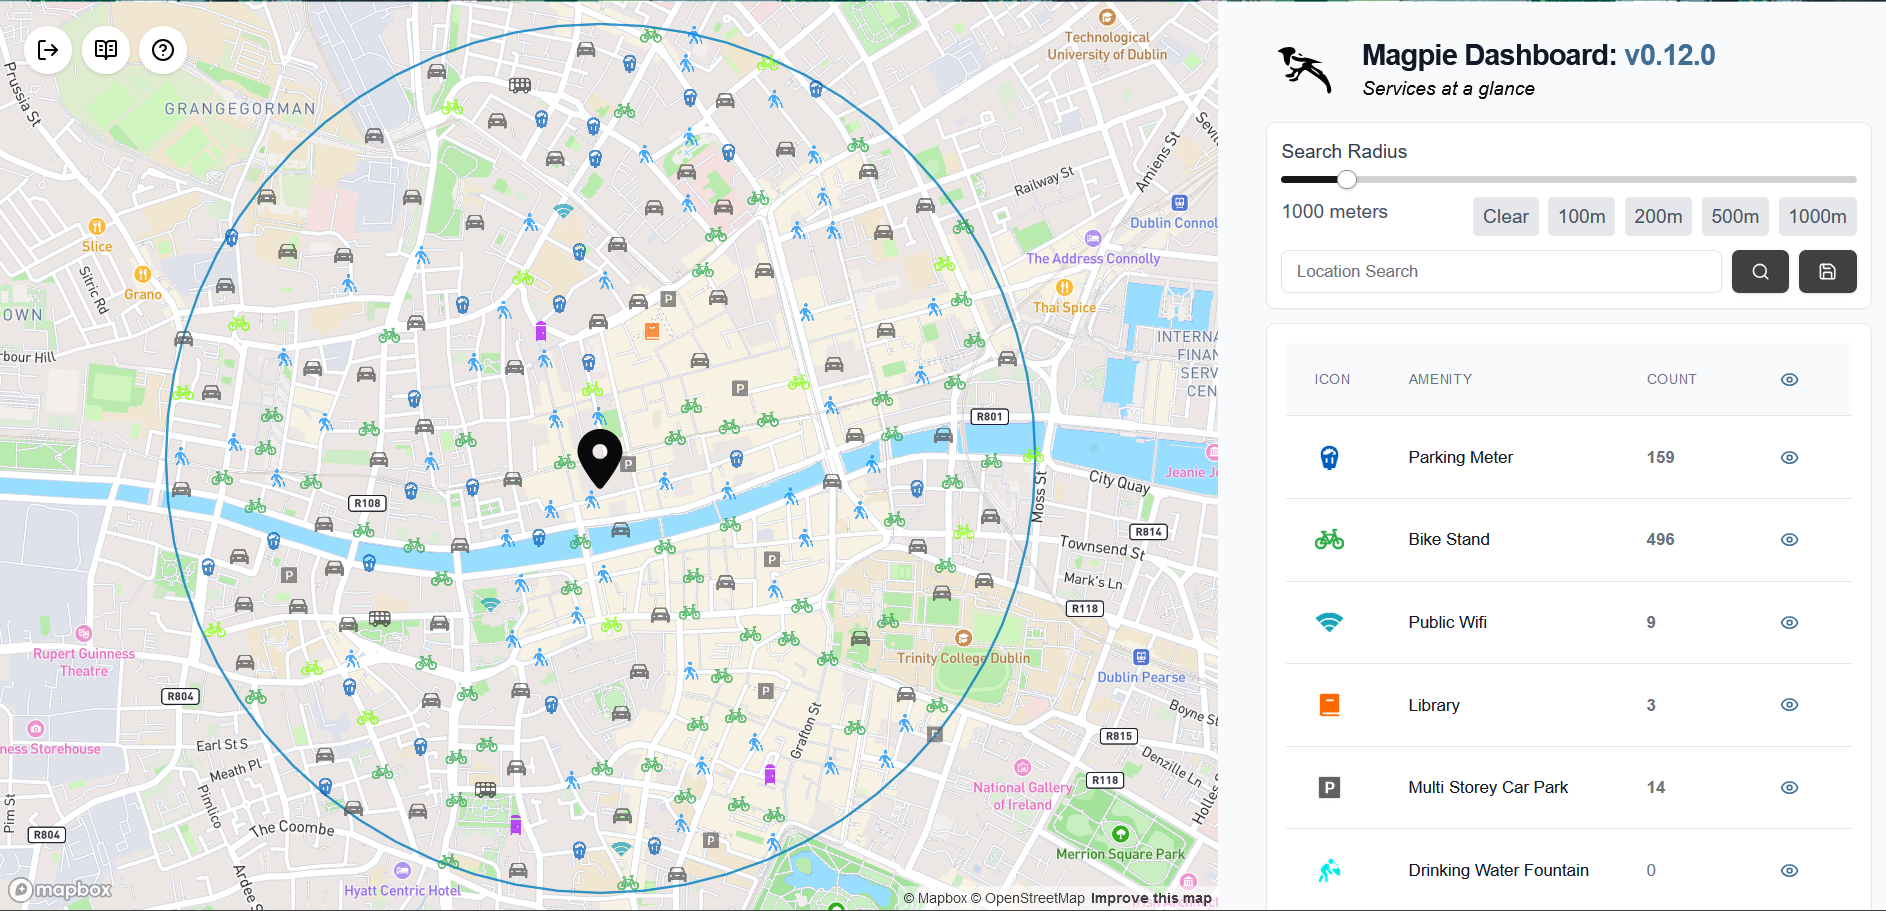 Magpie Dashboard: v0.12.0
Services at a glance
Search Radius
1000 meters
Clear
100m
200m
500m
1000m
Location Search
ICON
AMENITY
COUNT
Parking Meter
159
Bike Stand
496
Public Wifi
9
Library
3
P
Multi Storey Car Park
14
Drinking Water Fountain
0
Technological
University of Dublin
Prussia St
GRANGEGORMAN
Amiens St
Railway St
Dublin Connol
Slice
The Address Connolly
Sitric Rd
Grano
Thai Spice
OWN
INTERNA
FINAN
SERV
CEN
bour Hill
R801
Jeanie Jo
City Quay
Moss St
R108
R814
Townsend St
Mark's Ln
R118
Rupert Guinness
Theatre
Trinity College Dublin
Dublin Pearse
R804
Boyne St
Grafton St
ness Storehouse
Earl St S
R815
Meath Pl
Denzille Ln
R118
National Gallery
of Ireland
Pimlico
Pim St
Holles
R804
The Coombe
Merrion Square Park
Ardee S
Hyatt Centric Hotel
mapbox
© Mapbox © OpenStreetMap Improve this map